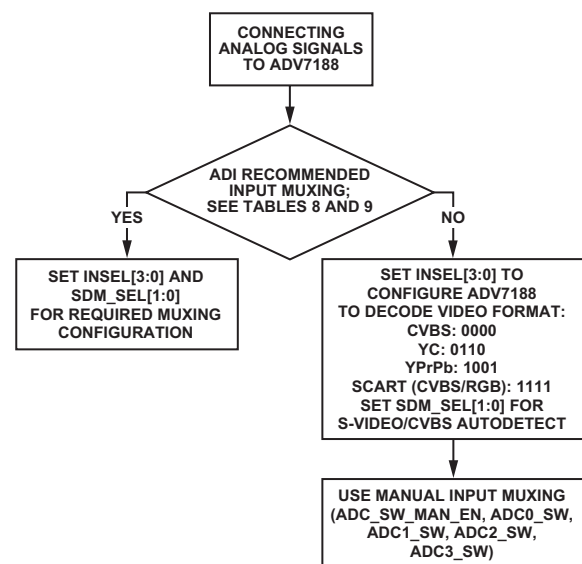 CONNECTING
ANALOG SIGNALS
TO ADV7188
ADI RECOMMENDED
INPUT MUXING;
SEE TABLES 8 AND 9
YES
NO
SET INSEL[3:0] AND
SDM_SEL[1:0]
FOR REQUIRED MUXING
CONFIGURATION
SET INSEL[3:0] TO
CONFIGURE ADV7188
TO DECODE VIDEO FORMAT:
CVBS: 0000
YC: 0110
YPrPb: 1001
SCART (CVBS/RGB): 1111
SET SDM_SEL[1:0] FOR
S-VIDEO/CVBS AUTODETECT
USE MANUAL INPUT MUXING
(ADC_SW_MAN_EN, ADC0_SW,
ADC1_SW, ADC2_SW,
ADC3_SW)